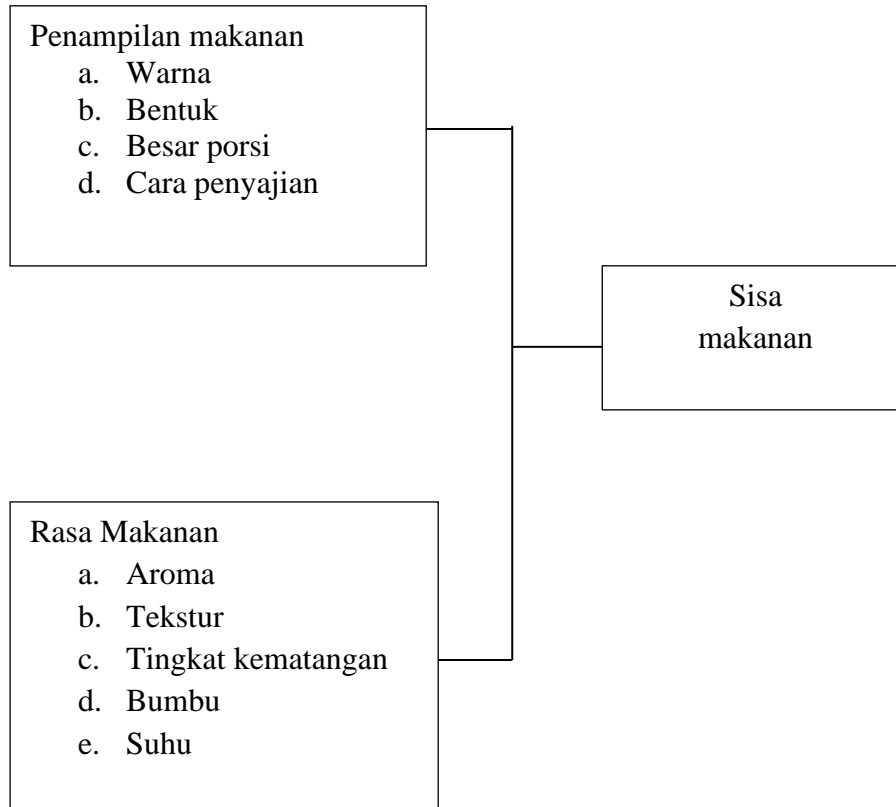 Penampilan makanan
a. Warna
b. Bentuk
c. Besar porsi
d. Cara penyajian
Sisa
makanan
Rasa Makanan
a. Aroma
b. Tekstur
c. Tingkat kematangan
d. Bumbu
e. Suhu